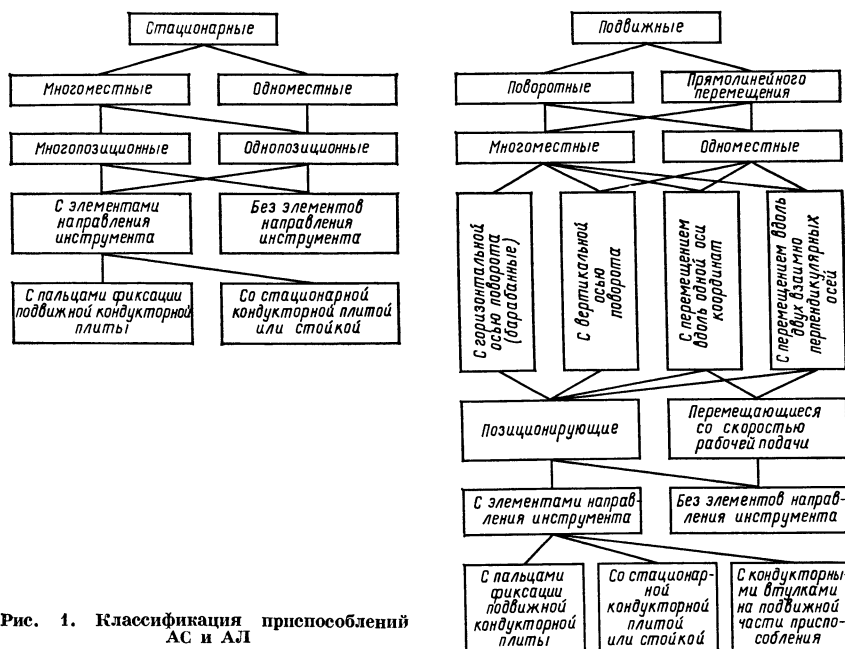 Стационарные
Многоместные
Одноместные
Многопозиционные
Однопозиционные
С элементами
направления
инструмента
Без элементов
направления
инструмента
С пальцами фиксации
подвижной кондукторной
плиты
Со стационарной
кондукторной плитой
или стойкой
Подвижные
Поворотные
Прямолинейного
перемещения
Многоместные
Одноместные
С горизонтальной
осью поворота
(барабанные)
С вертикальной
осью
поворота
С перемещением
вдоль одной оси
координат
С перемещением вдоль
двух взаимно
перпендикулярных
осей
Позиционирующие
Перемещающиеся
со скоростью
рабочей подачи
С элементами направ-
ления инструмента
Без элементов направ-
ления инструмента
С пальцами
фиксации
подвижной
кондукторной
плиты
Со стационар-
ной
кондукторной
плитой
или стойкой
С кондукторны-
ми втулками
на подвижной
части приспо-
собления
Рис. 1. Классификация приспособлений
АС и АЛ